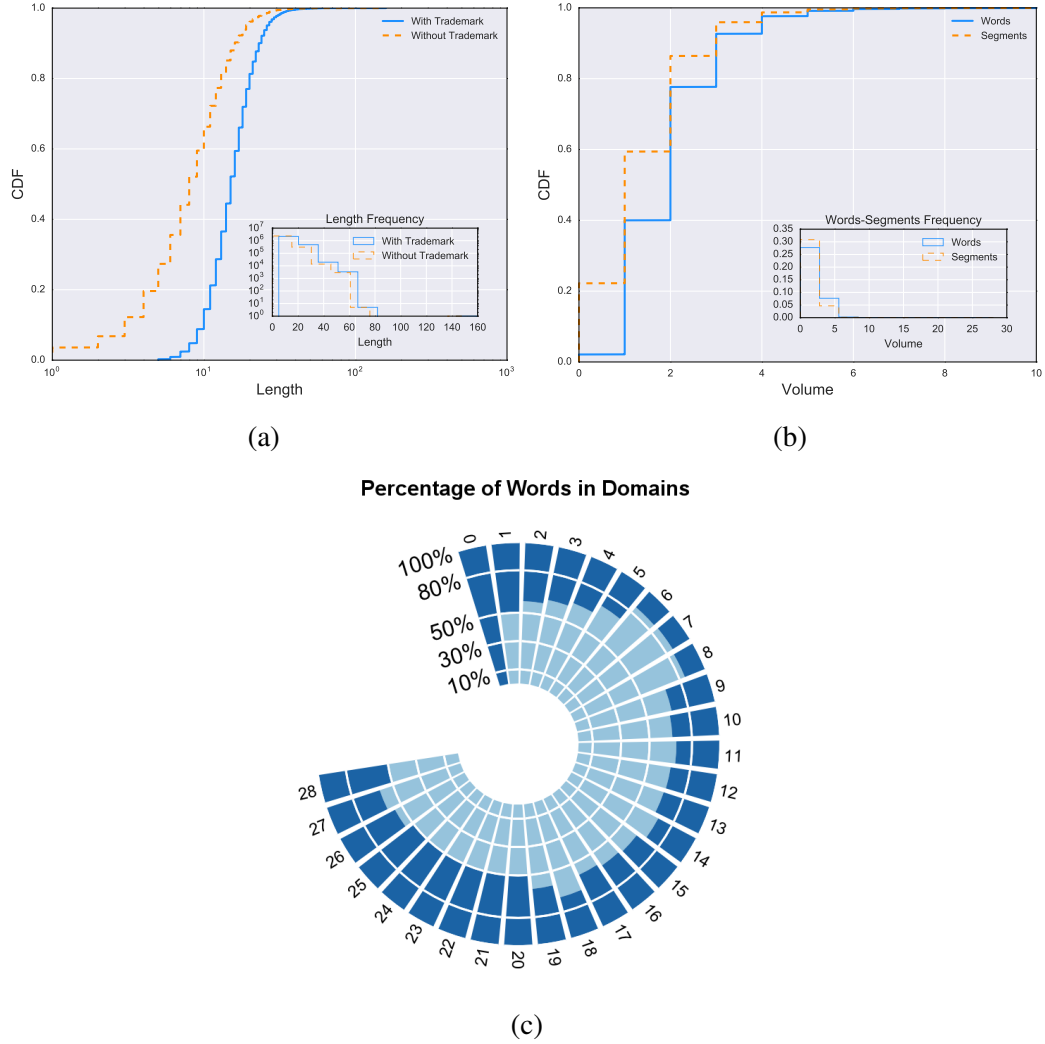 1.0
0.8
0.6
0.4
0.2
0.0
CDF
With Trademark
Without Trademark
Length Frequency
10^7
10^6
10^5
10^4
10^3
10^2
10^1
10^0
With Trademark
Without Trademark
0 20 40 60 80 100 120 140 160
Length
10^0 10^1 10^2 10^3
Length
(a)
1.0
0.8
0.6
0.4
0.2
0.0
CDF
Words
Segments
Words-Segments Frequency
0.35
0.30
0.25
0.20
0.15
0.10
0.05
0.00
Words
Segments
0 5 10 15 20 25 30
Volume
0 2 4 6 8 10
Volume
(b)
Percentage of Words in Domains
100%
80%
50%
30%
10%
0
1
2
3
4
5
6
7
8
9
10
11
12
13
14
15
16
17
18
19
20
21
22
23
24
25
26
27
28
(c)